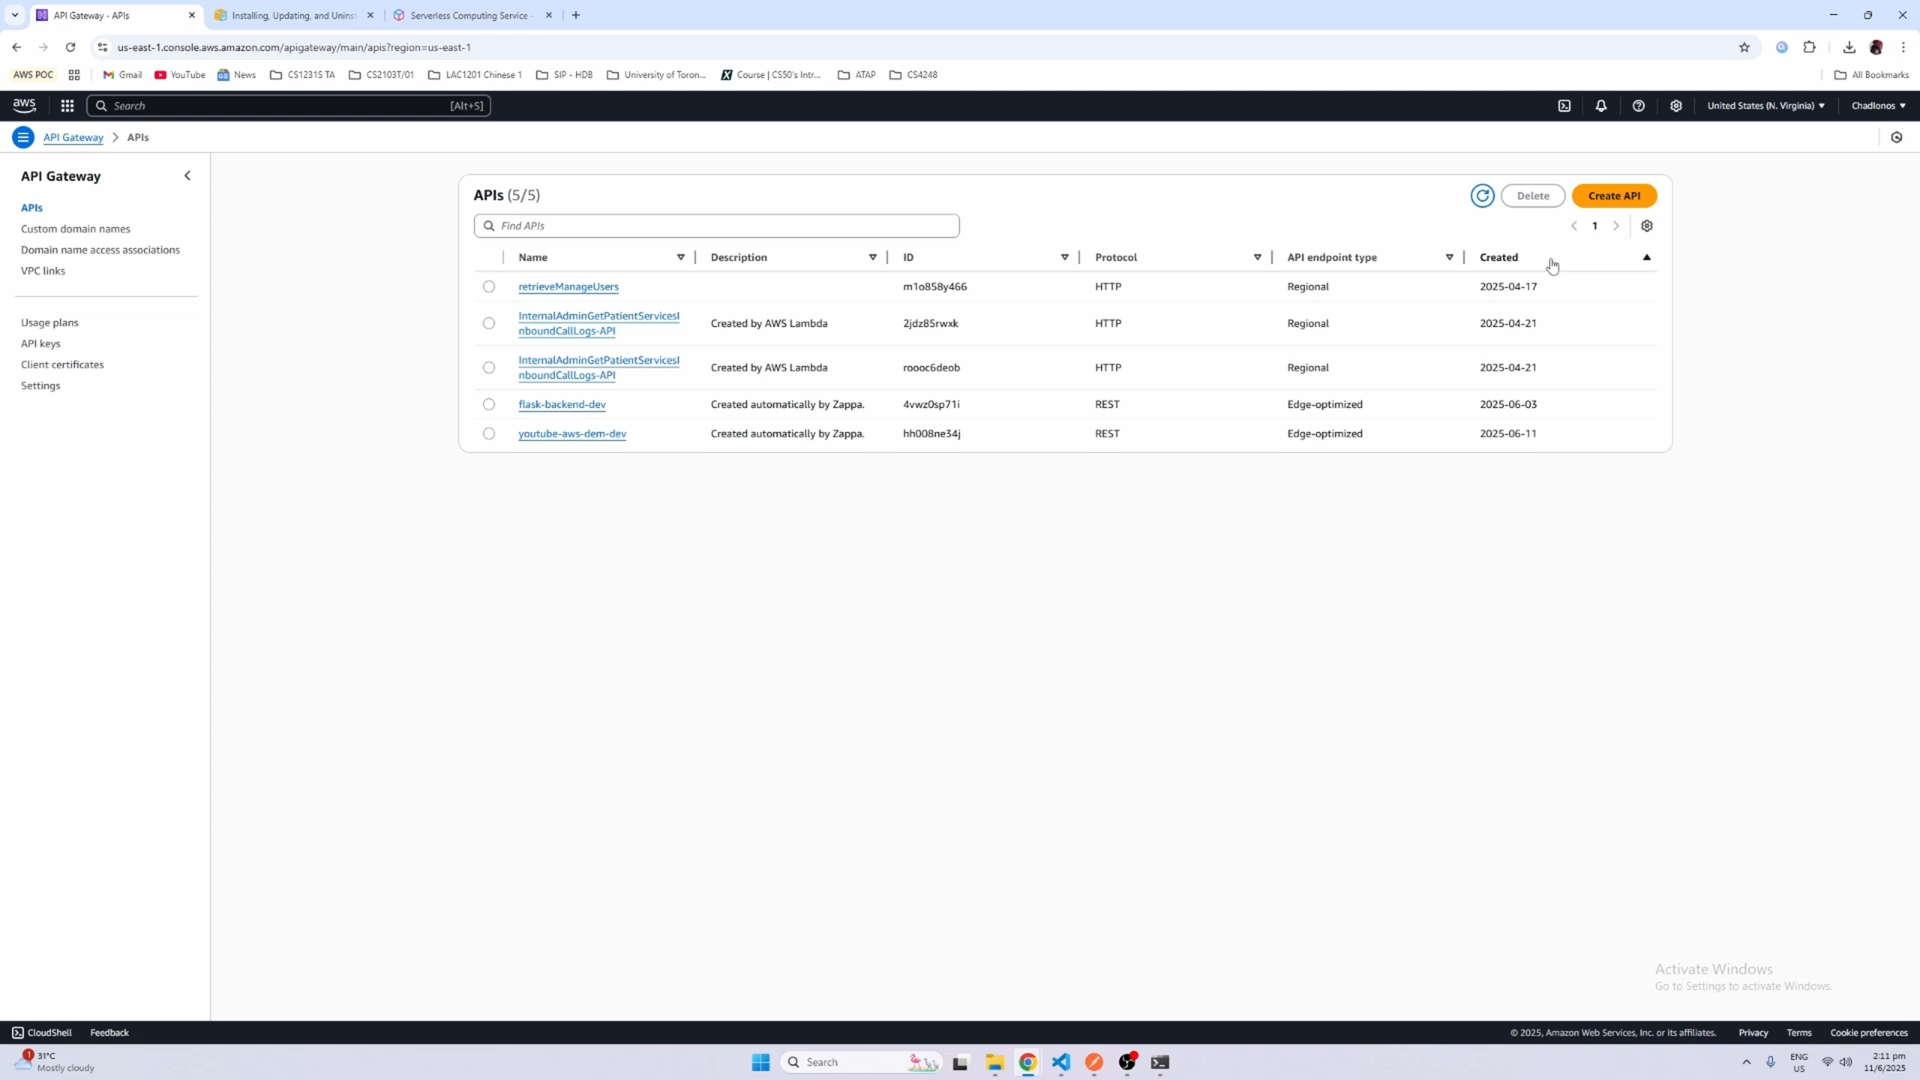 API Gateway - APIs
Installing, Updating, and Uninst
Serverless Computing Service -
us-east-1.console.aws.amazon.com/apigateway/main/apis?region=us-east-1
AWS POC
Gmail
YouTube
News
CS1231S TA
CS2103T/01
LAC1201 Chinese 1
SIP - HDB
University of Toron...
Course | CS50's Intr...
ATAP
CS4248
All Bookmarks
aws
Search
[Alt+S]
United States (N. Virginia)
Chadlonos
API Gateway
APIs
API Gateway
APIs
Custom domain names
Domain name access associations
VPC links
Usage plans
API keys
Client certificates
Settings
APIs (5/5)
Delete
Create API
Find APIs
1
Name
Description
ID
Protocol
API endpoint type
Created
retrieveManageUsers
m1o858y466
HTTP
Regional
2025-04-17
InternalAdminGetPatientServicesI
nboundCallLogs-API
Created by AWS Lambda
2jdz85rwxk
HTTP
Regional
2025-04-21
InternalAdminGetPatientServicesI
nboundCallLogs-API
Created by AWS Lambda
roooc6deob
HTTP
Regional
2025-04-21
flask-backend-dev
Created automatically by Zappa.
4vwz0sp71i
REST
Edge-optimized
2025-06-03
youtube-aws-dem-dev
Created automatically by Zappa.
hh008ne34j
REST
Edge-optimized
2025-06-11
Activate Windows
Go to Settings to activate Windows.
CloudShell
Feedback
© 2025, Amazon Web Services, Inc. or its affiliates.
Privacy
Terms
Cookie preferences
1
31°C
Mostly cloudy
Search
ENG
US
2:11 pm
11/6/2025